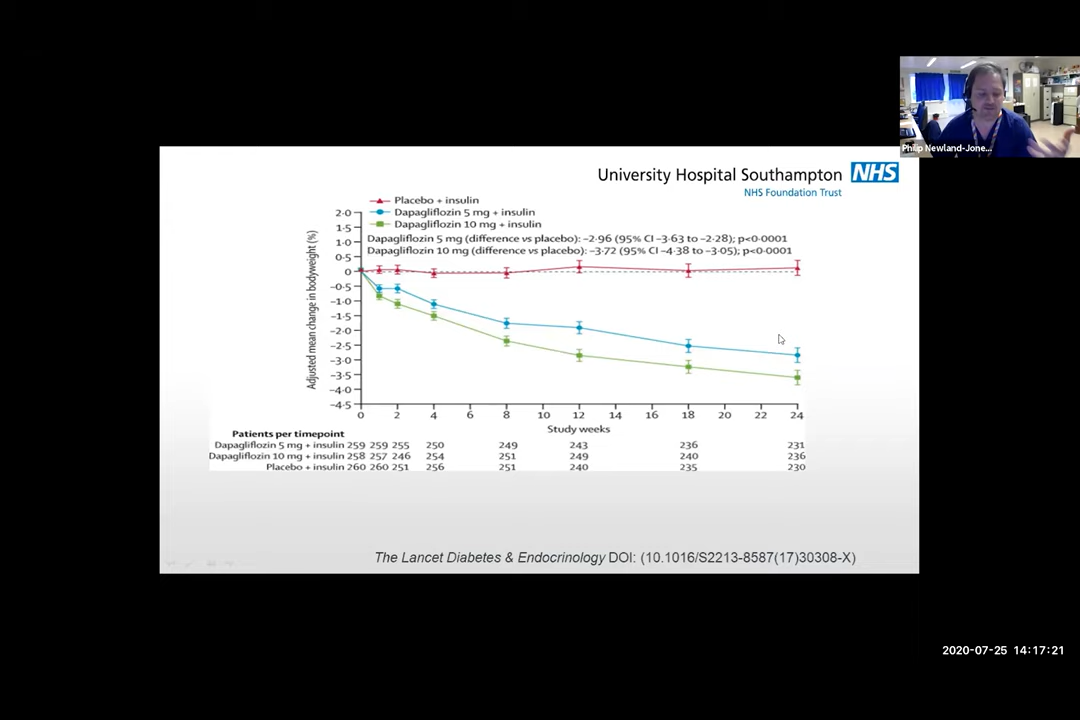 Philip Newland-Jone...
University Hospital Southampton NHS
NHS Foundation Trust
Placebo + insulin
Dapagliflozin 5 mg + insulin
Dapagliflozin 10 mg + insulin
Dapagliflozin 5 mg (difference vs placebo): –2·96 (95% CI –3·63 to –2·28); p<0·0001
Dapagliflozin 10 mg (difference vs placebo): –3·72 (95% CI –4·38 to –3·05); p<0·0001
Adjusted mean change in bodyweight (%)
2·0
1·5
1·0
0·5
0
–0·5
–1·0
–1·5
–2·0
–2·5
–3·0
–3·5
–4·0
–4·5
0 2 4 6 8 10 12 14 16 18 20 22 24
Study weeks
Patients per timepoint
Dapagliflozin 5 mg + insulin 259 259 255 250 249 243 236 231
Dapagliflozin 10 mg + insulin 258 257 246 254 251 249 240 236
Placebo + insulin 260 260 251 256 251 240 235 230
The Lancet Diabetes & Endocrinology DOI: (10.1016/S2213-8587(17)30308-X)
2020-07-25 14:17:21